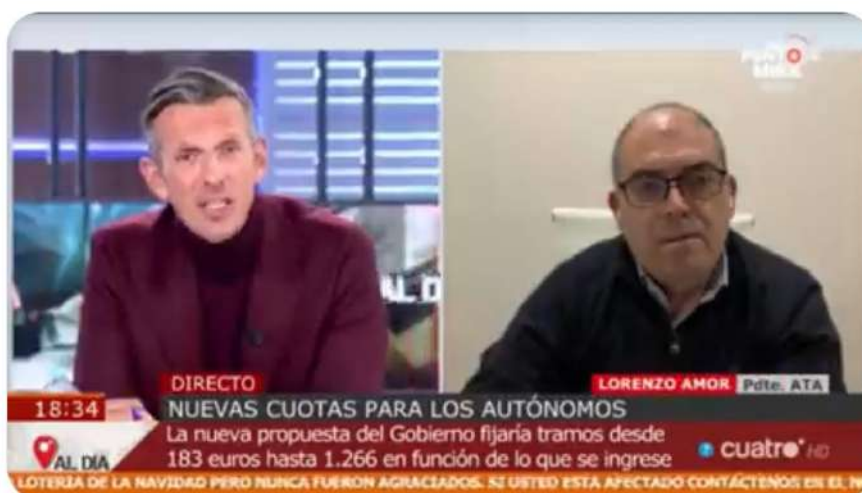 AL D
DIRECTO
LORENZO AMOR Pdte. ATA
18:34 NUEVAS CUOTAS PARA LOS AUTÓNOMOS
La nueva propuesta del Gobierno fijaría tramos desde
183 euros hasta 1.266 en función de lo que se ingrese
AL DÍA
cuatro HD
LOTERÍA DE LA NAVIDAD PERO NUNCA FUERON AGRACIADOS. SI USTED ESTÁ AFECTADO CONTÁCTENOS EN EL